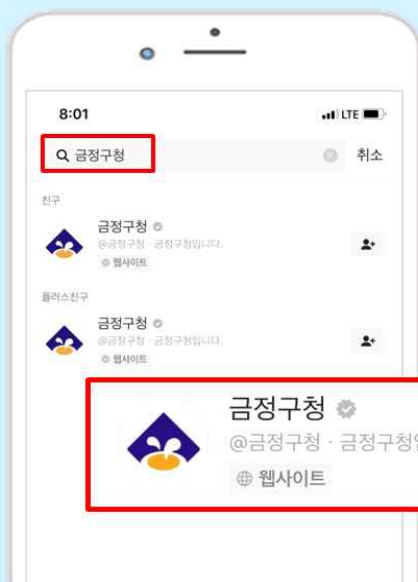 8:01 LTE
금정구청 취소
친구
금정구청
@금정구청 · 금정구청입니다.
웹사이트
플러스친구
금정구청
@금정구청 · 금정구청입니다.
웹사이트
금정구청
@금정구청 · 금정구청입
웹사이트